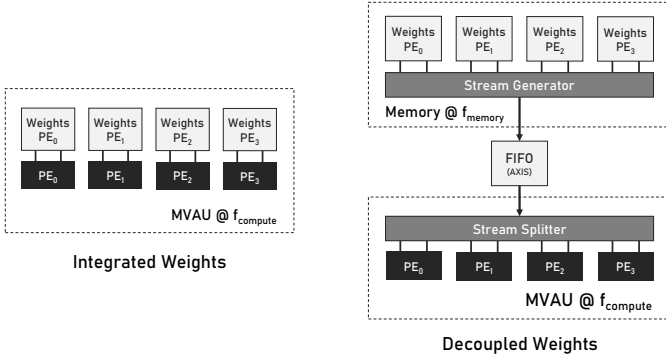 Weights
PE0
Weights
PE1
Weights
PE2
Weights
PE3
PE0
PE1
PE2
PE3
MVAU @ fcompute
Integrated Weights
Weights
PE0
Weights
PE1
Weights
PE2
Weights
PE3
Stream Generator
Memory @ fmemory
FIFO
(AXIS)
Stream Splitter
PE0
PE1
PE2
PE3
MVAU @ fcompute
Decoupled Weights